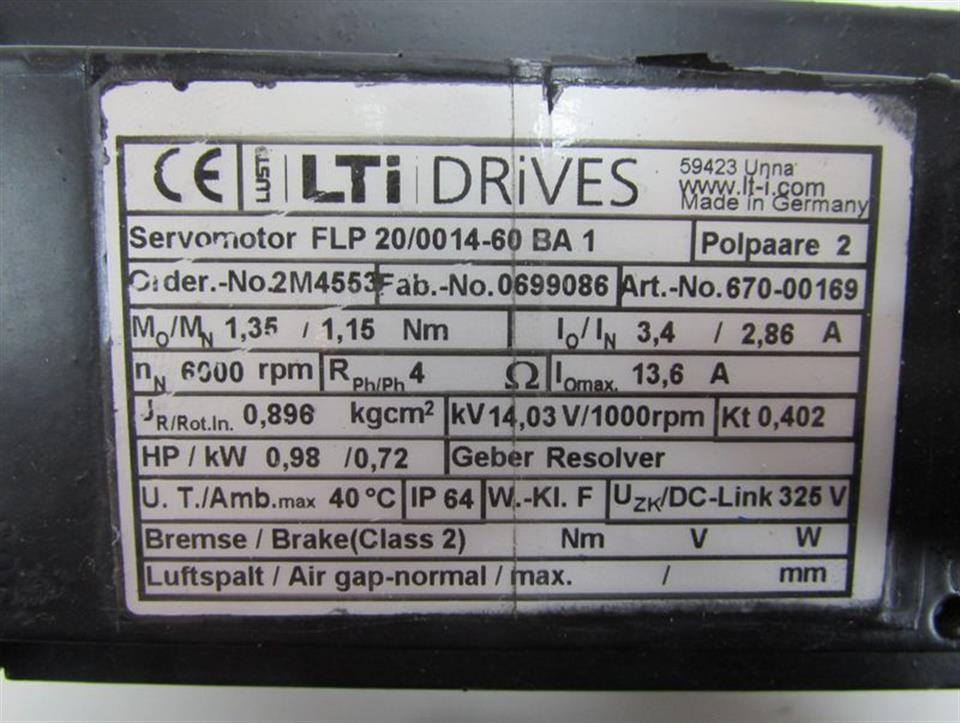 CE LUST LTi DRiVES 59423 Unna
www.lt-i.com
Made in Germany
Servomotor FLP 20/0014-60 BA 1 Polpaare 2
Order.-No.2M4553 Fab.-No.0699086 Art.-No.670-00169
MO/MN 1,35 / 1,15 Nm IO/IN 3,4 / 2,86 A
nN 6000 rpm RPh/Ph 4 Ω IOmax. 13,6 A
JR/Rot.In. 0,896 kgcm² kV 14,03 V/1000rpm Kt 0,402
HP / kW 0,98 /0,72 Geber Resolver
U. T./Amb.max 40 °C IP 64 W.-Kl. F UZK/DC-Link 325 V
Bremse / Brake(Class 2) Nm V W
Luftspalt / Air gap-normal / max. / mm